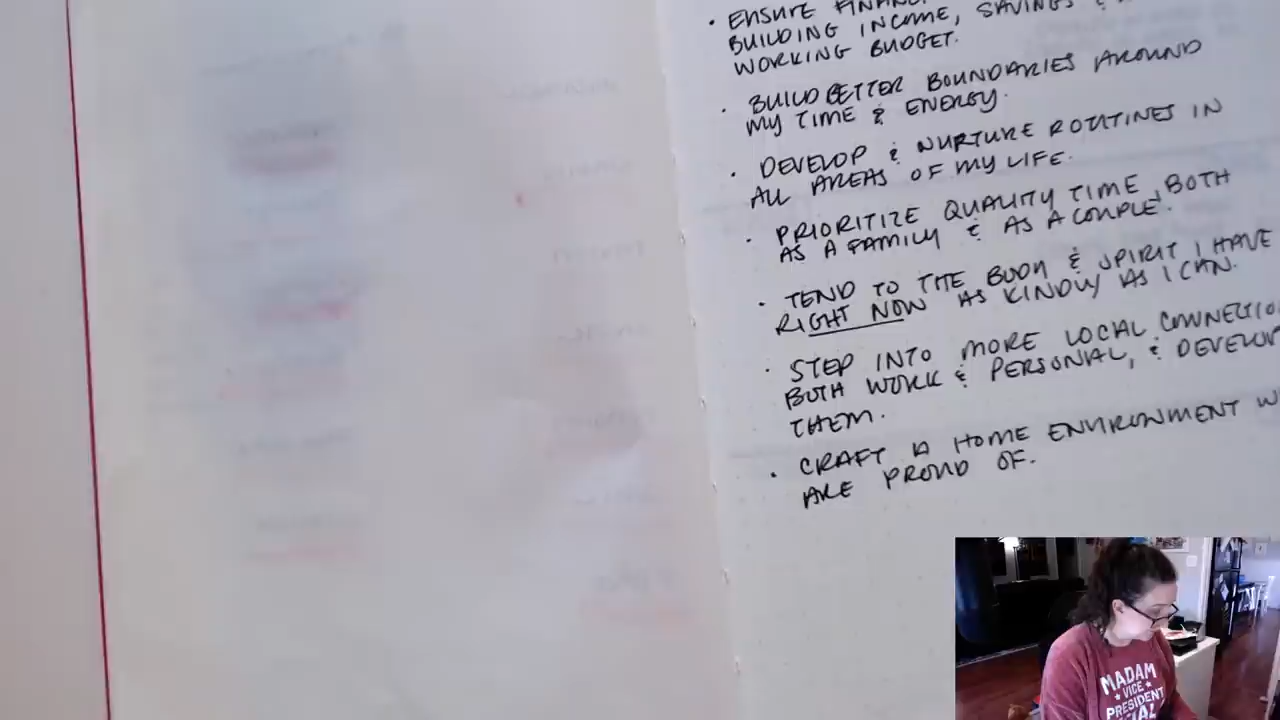 • ENSURE
BUILDING INCOME, SAVINGS &
WORKING BUDGET.
• BUILD BETTER BOUNDARIES AROUND
MY TIME & ENERGY.
• DEVELOP & NURTURE ROUTINES IN
ALL AREAS OF MY LIFE.
• PRIORITIZE QUALITY TIME, BOTH
AS A FAMILY & AS A COUPLE.
• TEND TO THE BODY & SPIRIT I HAVE
RIGHT NOW AS KINDLY AS I CAN.
• STEP INTO MORE LOCAL
BOTH WORK & PERSONAL, & DEVELOP
THEM.
• CRAFT A HOME ENVIRONMENT
ARE PROUD OF.
MADAM
★ VICE ★
PRESIDENT